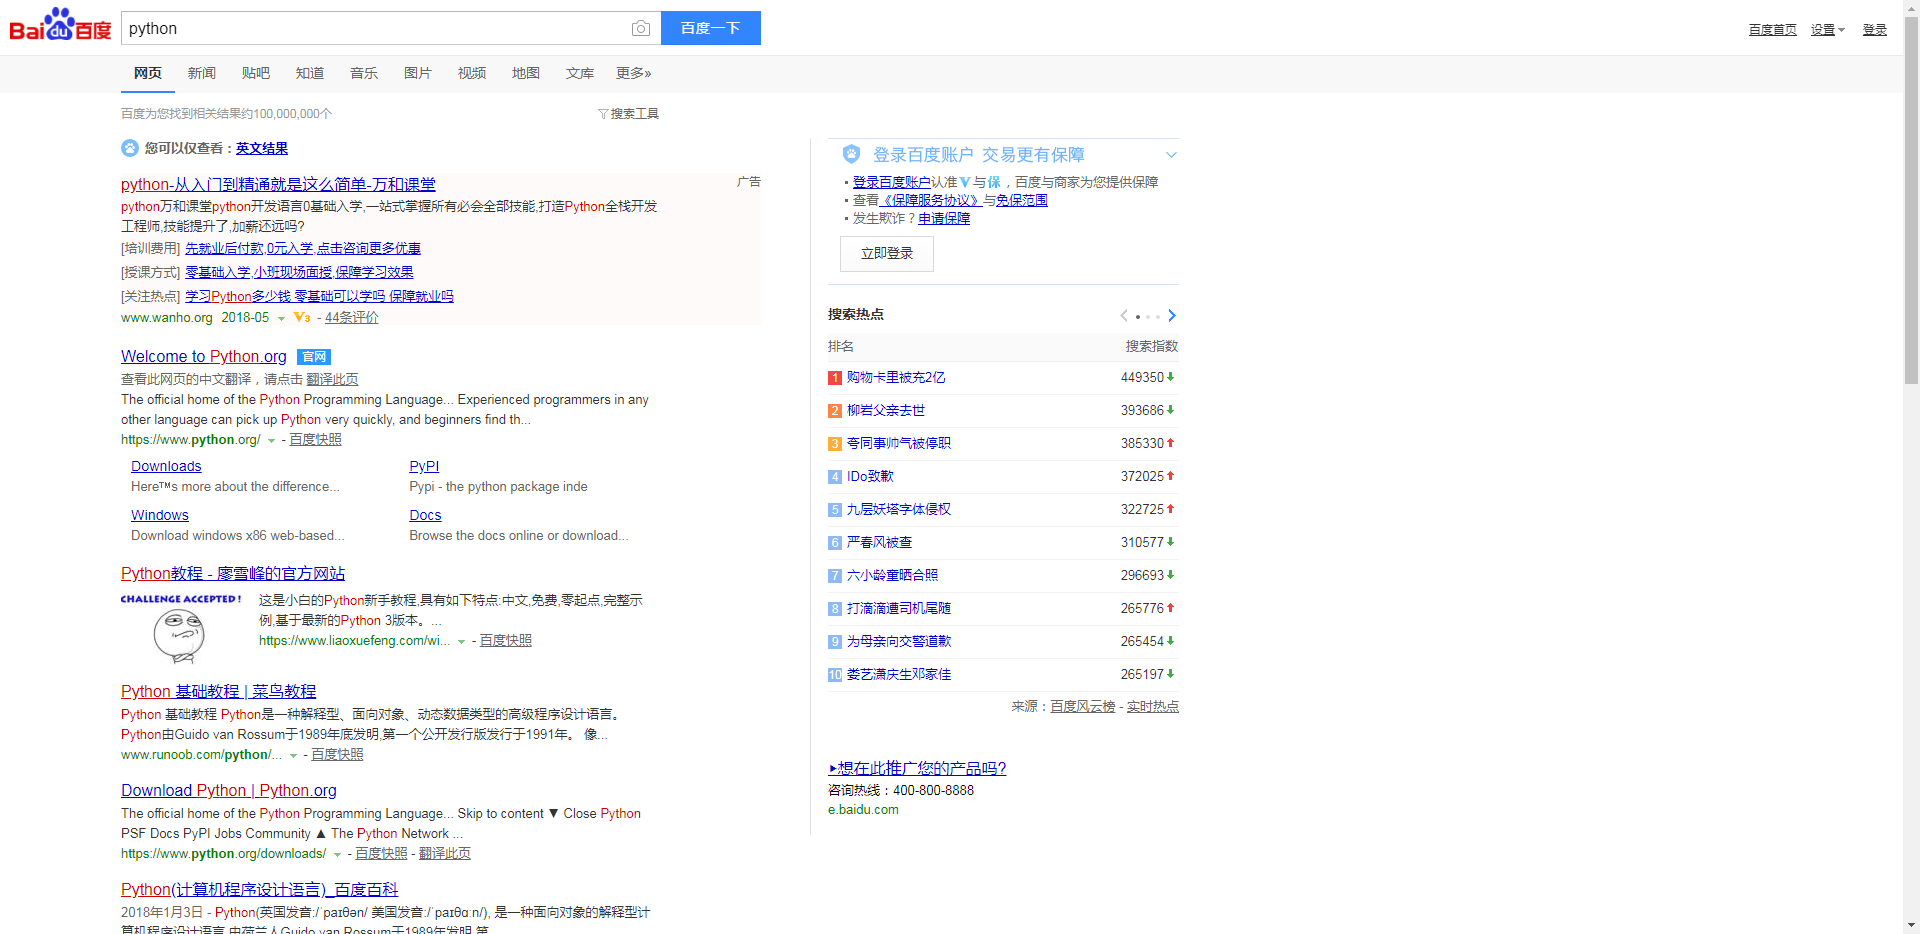 Bai du 百度
python
百度一下
百度首页 设置 登录
网页 新闻 贴吧 知道 音乐 图片 视频 地图 文库 更多»
百度为您找到相关结果约100,000,000个
搜索工具
您可以仅查看：英文结果
python-从入门到精通就是这么简单-万和课堂
广告
python万和课堂python开发语言0基础入学,一站式掌握所有必会全部技能,打造Python全栈开发
工程师,技能提升了,加薪还远吗?
[培训费用] 先就业后付款,0元入学,点击咨询更多优惠
[授课方式] 零基础入学,小班现场面授,保障学习效果
[关注热点] 学习Python多少钱 零基础可以学吗 保障就业吗
www.wanho.org 2018-05 V3 - 44条评价
Welcome to Python.org 官网
查看此网页的中文翻译，请点击 翻译此页
The official home of the Python Programming Language... Experienced programmers in any
other language can pick up Python very quickly, and beginners find th...
https://www.python.org/ - 百度快照
Downloads
Here™s more about the difference...
PyPI
Pypi - the python package inde
Windows
Download windows x86 web-based...
Docs
Browse the docs online or download...
Python教程 - 廖雪峰的官方网站
CHALLENGE ACCEPTED!
这是小白的Python新手教程,具有如下特点:中文,免费,零起点,完整示
例,基于最新的Python 3版本。...
https://www.liaoxuefeng.com/wi... - 百度快照
Python 基础教程 | 菜鸟教程
Python 基础教程 Python是一种解释型、面向对象、动态数据类型的高级程序设计语言。
Python由Guido van Rossum于1989年底发明,第一个公开发行版发行于1991年。 像...
www.runoob.com/python/... - 百度快照
Download Python | Python.org
The official home of the Python Programming Language... Skip to content ▼ Close Python
PSF Docs PyPI Jobs Community ▲ The Python Network ...
https://www.python.org/downloads/ - 百度快照 - 翻译此页
Python(计算机程序设计语言)_百度百科
2018年1月3日 - Python(英国发音:/ˈpaɪθən/ 美国发音:/ˈpaɪθɑːn/), 是一种面向对象的解释型计
算机程序设计语言,由荷兰人Guido van Rossum于1989年发明,第
登录百度账户 交易更有保障
▪ 登录百度账户认准V与保，百度与商家为您提供保障
▪ 查看《保障服务协议》与免保范围
▪ 发生欺诈？申请保障
立即登录
搜索热点
排名 搜索指数
1 购物卡里被充2亿 449350
2 柳岩父亲去世 393686
3 夸同事帅气被停职 385330
4 IDo致歉 372025
5 九层妖塔字体侵权 322725
6 严春风被查 310577
7 六小龄童晒合照 296693
8 打滴滴遭司机尾随 265776
9 为母亲向交警道歉 265454
10 娄艺潇庆生邓家佳 265197
来源：百度风云榜 - 实时热点
▸想在此推广您的产品吗?
咨询热线：400-800-8888
e.baidu.com